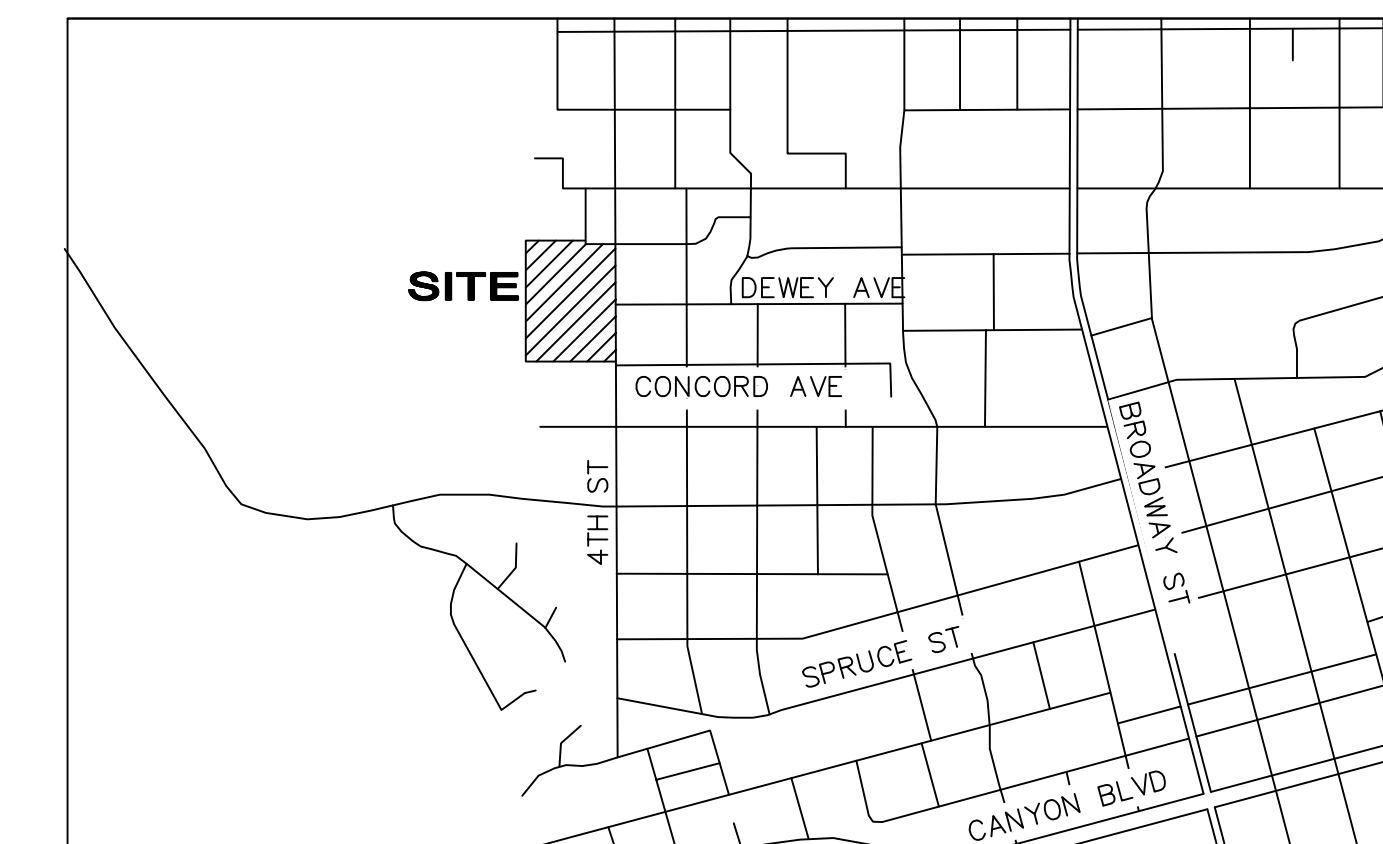 SITE
DEWEY AVE
CONCORD AVE
BROADWAY ST
4TH ST
SPRUCE ST
CANYON BLVD